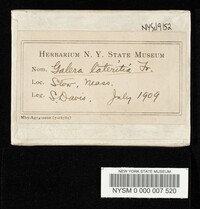 NYSf9152
HERBARIUM N. Y. STATE MUSEUM
NOM. Galera lateritia Fr.
LOC. Stow, Mass.
LEG. S. Davis. July 1909
NEW YORK STATE MUSEUM
NYSM 0 000 007 520